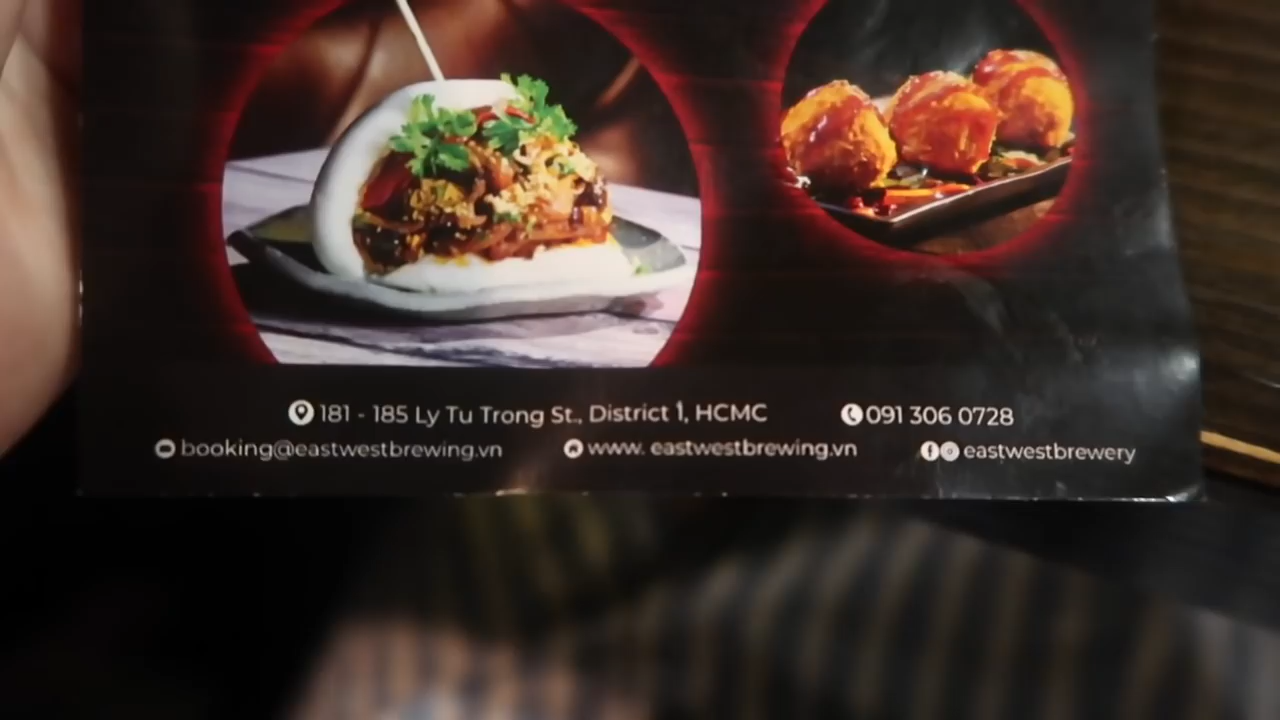 181 - 185 Ly Tu Trong St., District 1, HCMC 091 306 0728
booking@eastwestbrewing.vn www. eastwestbrewing.vn eastwestbrewery